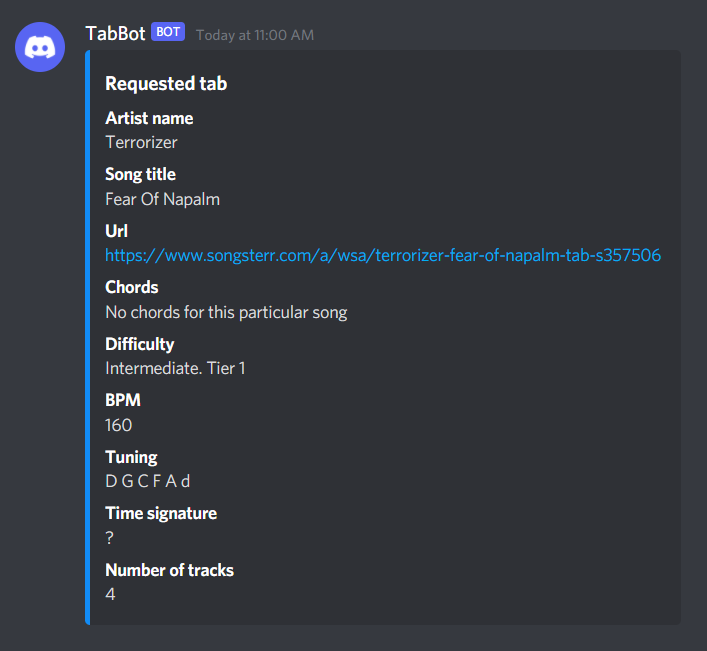 TabBot BOT Today at 11:00 AM
Requested tab
Artist name
Terrorizer
Song title
Fear Of Napalm
Url
https://www.songsterr.com/a/wsa/terrorizer-fear-of-napalm-tab-s357506
Chords
No chords for this particular song
Difficulty
Intermediate. Tier 1
BPM
160
Tuning
D G C F A d
Time signature
?
Number of tracks
4